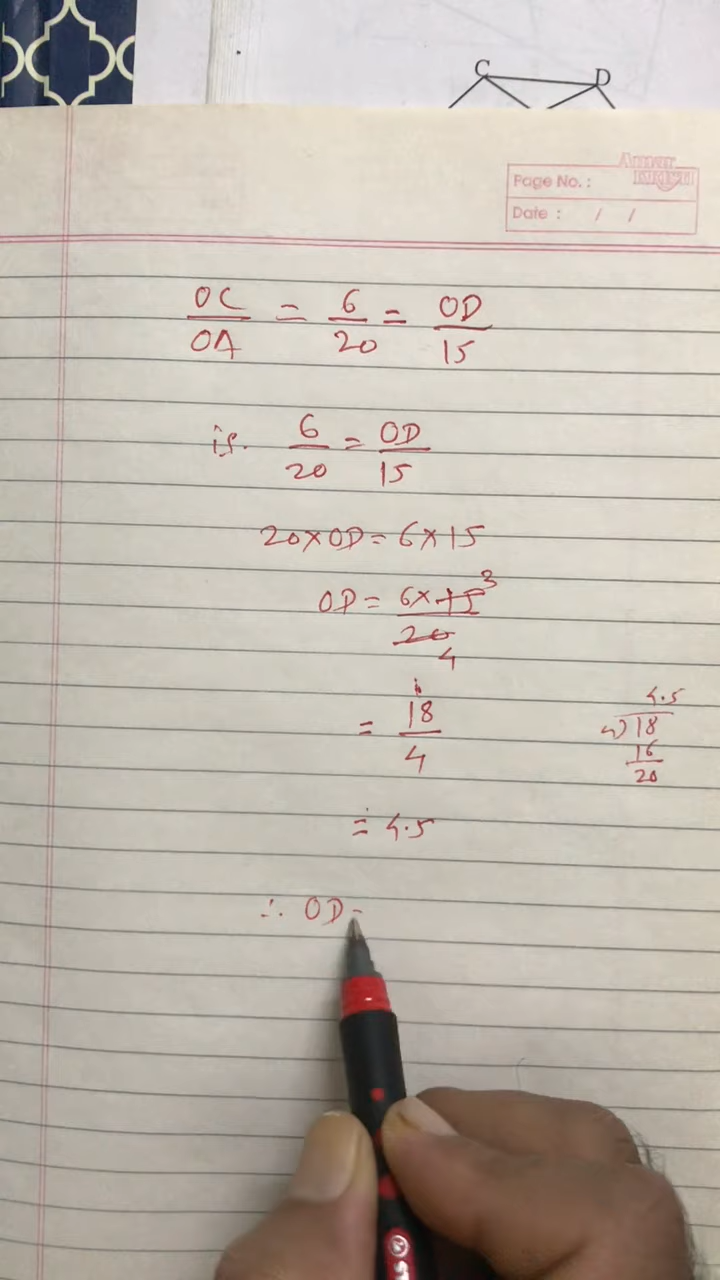 C D
Page No. :
Date : / /
OC/OA = 6/20 = OD/15
6/20 = OD/15
20×OD = 6×15
OD = 6×15 3/20 4
= 18/4
4.5
18
16
20
= 4.5
∴ OD =